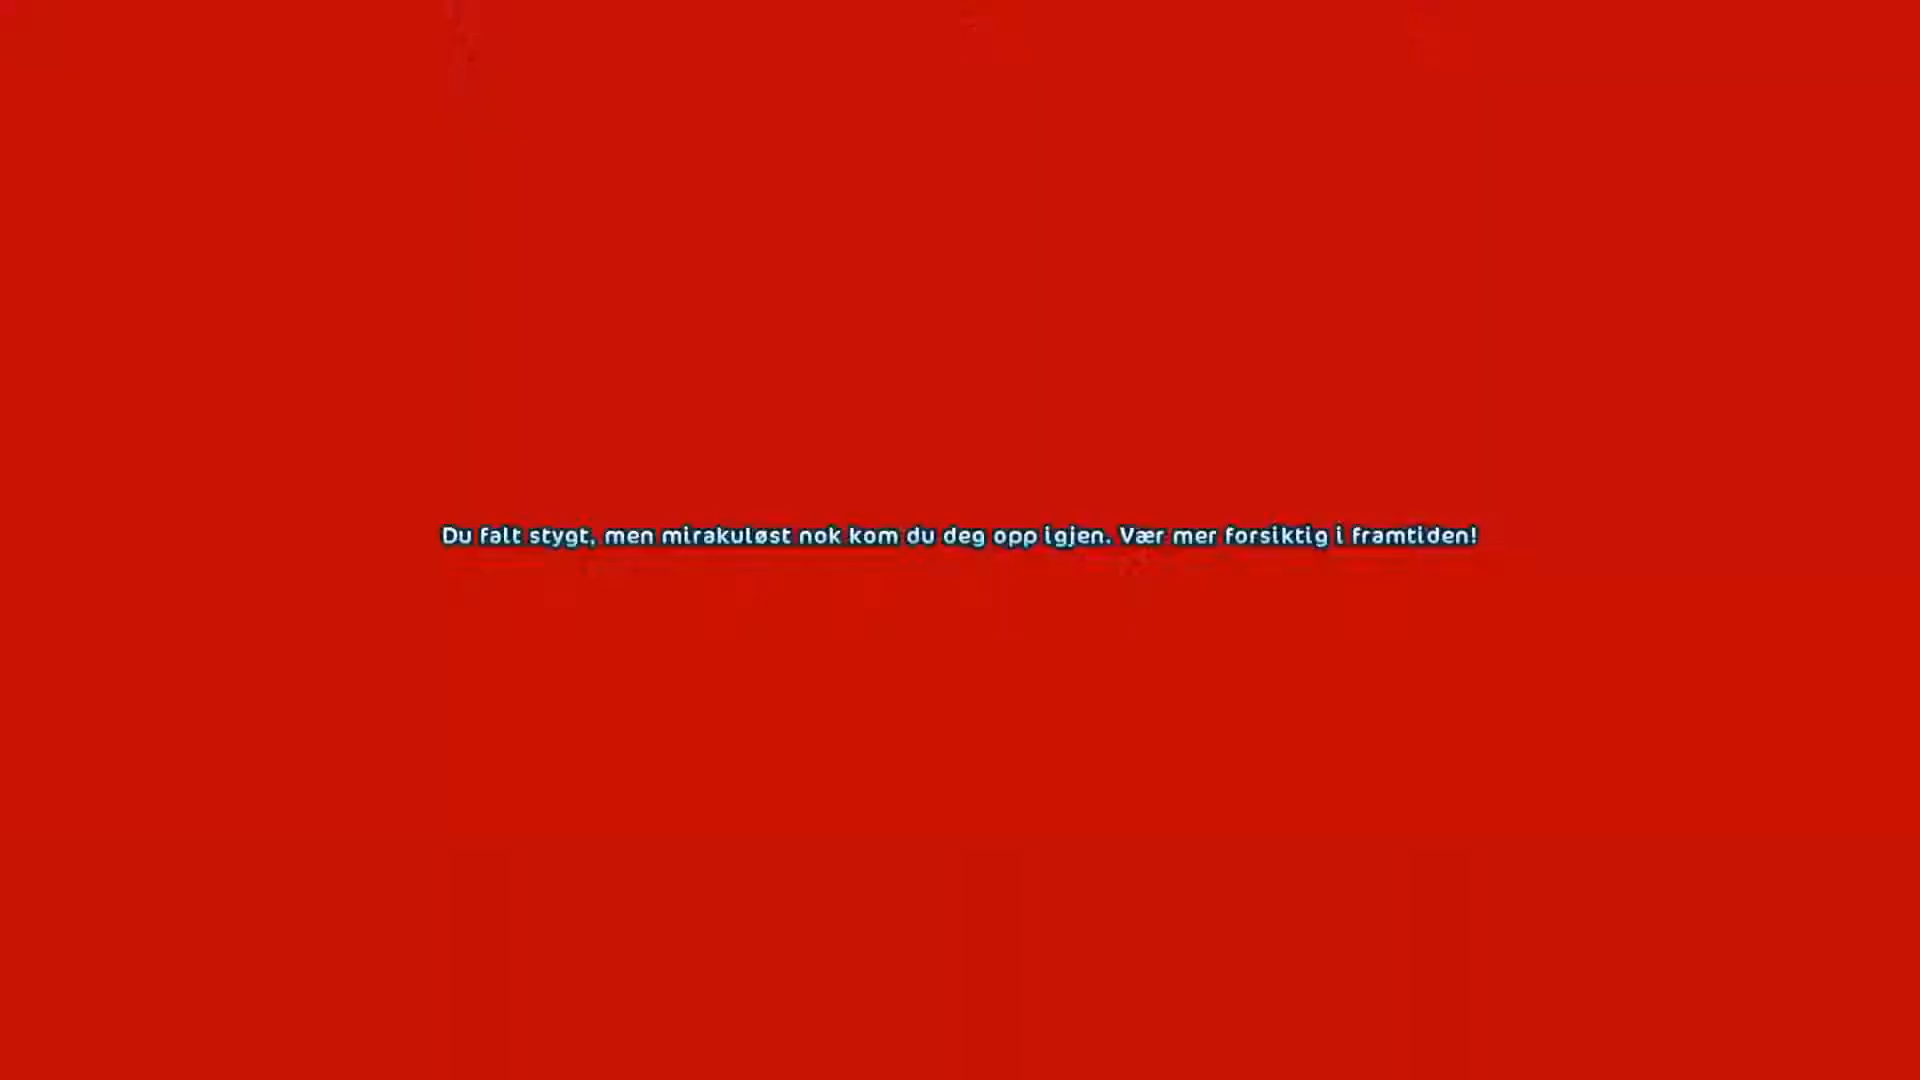 Du falt stygt, men mirakuløst nok kom du deg opp igjen. Vær mer forsiktig i framtiden!